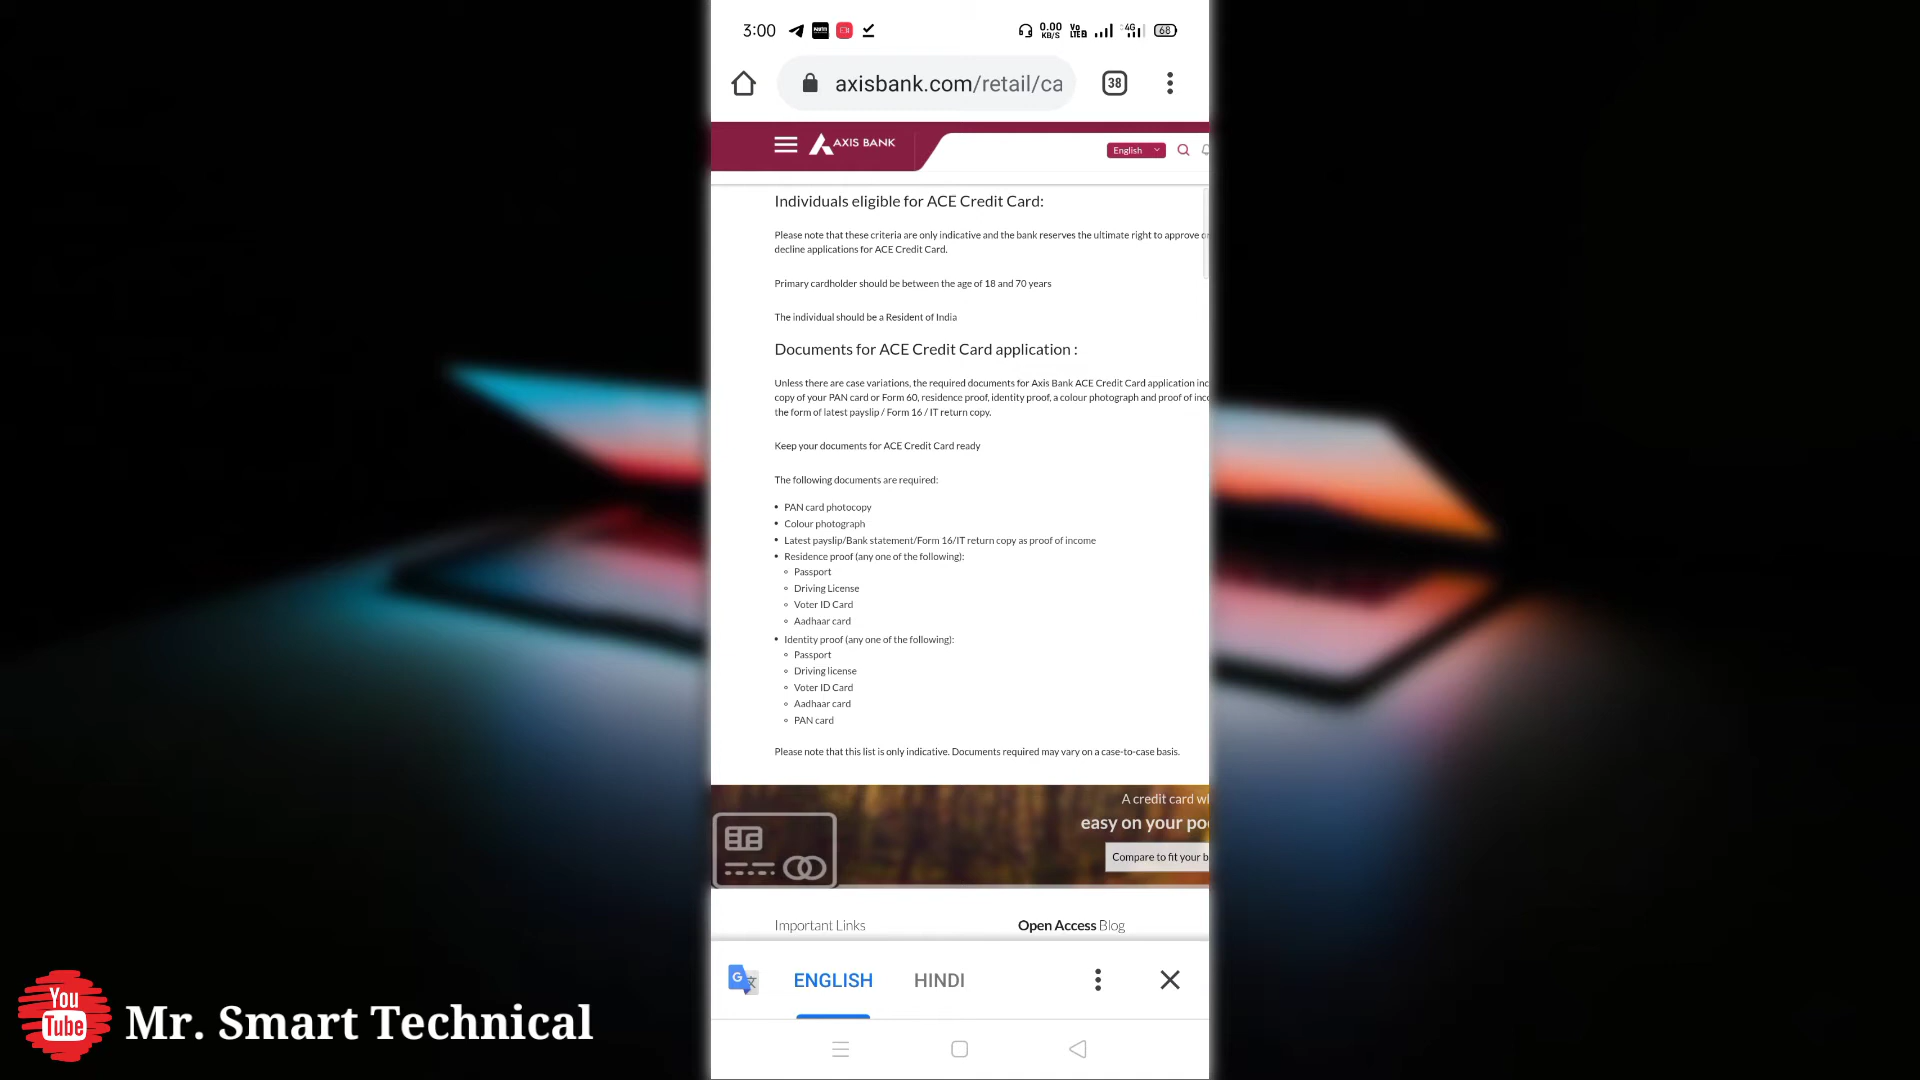 3:00
0.00
KB/S
Vo
LTE
4G
68
axisbank.com/retail/ca
38
AXIS BANK
English
Individuals eligible for ACE Credit Card:
Please note that these criteria are only indicative and the bank reserves the ultimate right to approve o
decline applications for ACE Credit Card.
Primary cardholder should be between the age of 18 and 70 years
The individual should be a Resident of India
Documents for ACE Credit Card application :
Unless there are case variations, the required documents for Axis Bank ACE Credit Card application inc
copy of your PAN card or Form 60, residence proof, identity proof, a colour photograph and proof of inc
the form of latest payslip / Form 16 / IT return copy.
Keep your documents for ACE Credit Card ready
The following documents are required:
• PAN card photocopy
• Colour photograph
• Latest payslip/Bank statement/Form 16/IT return copy as proof of income
• Residence proof (any one of the following):
Passport
Driving License
Voter ID Card
Aadhaar card
• Identity proof (any one of the following):
Passport
Driving license
Voter ID Card
Aadhaar card
PAN card
Please note that this list is only indicative. Documents required may vary on a case-to-case basis.
A credit card wh
easy on your po
Compare to fit your b
Important Links
Open Access Blog
G
ENGLISH
HINDI
You
Tube
Mr. Smart Technical